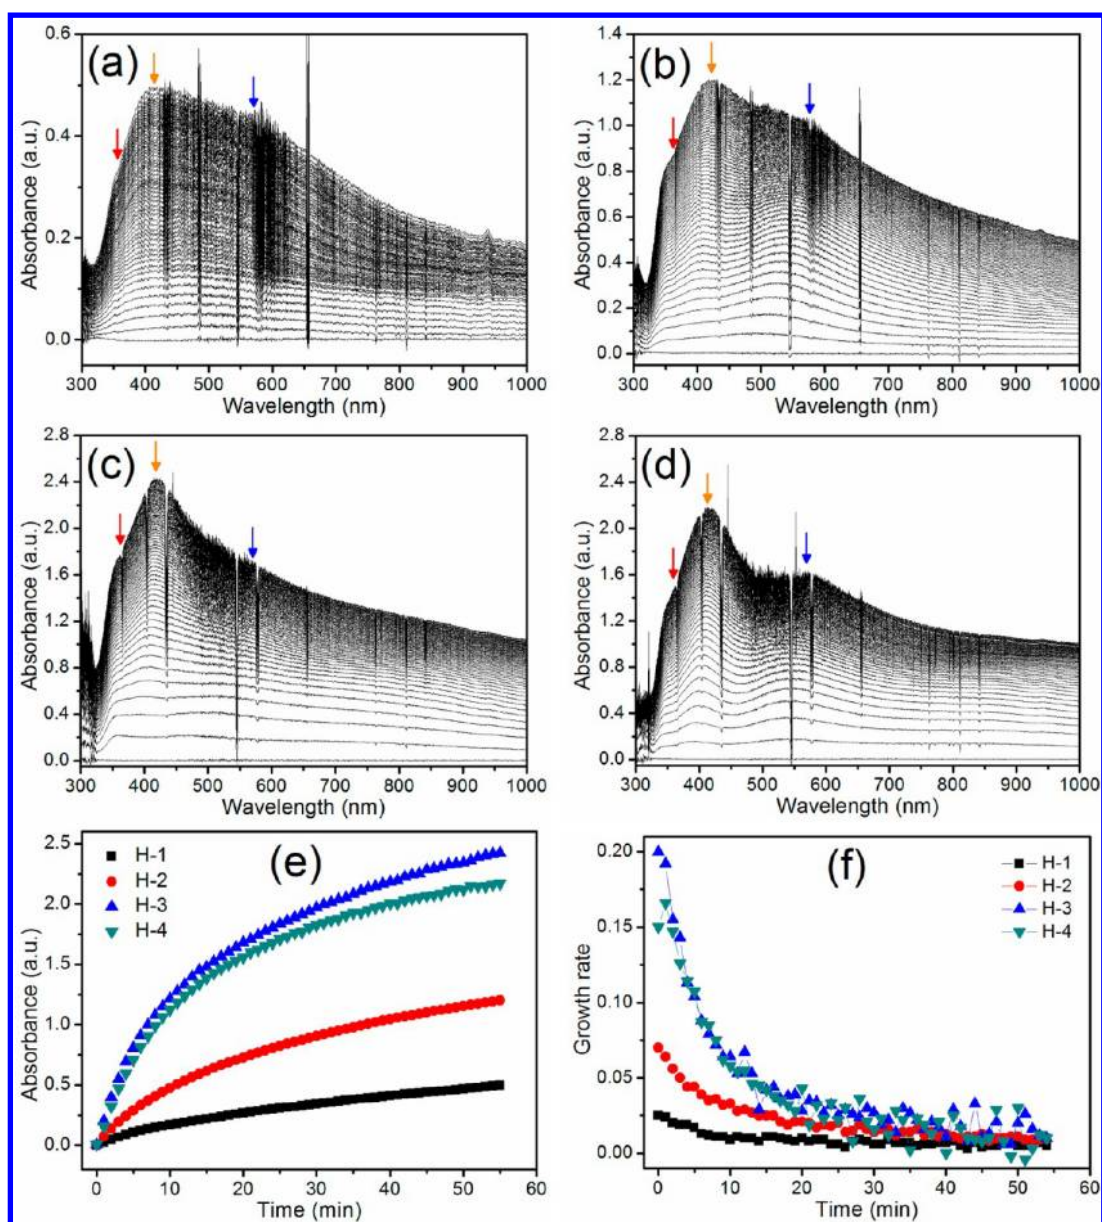 (a)
Absorbance (a.u.)
0.6
0.4
0.2
0.0
300 400 500 600 700 800 900 1000
Wavelength (nm)
(b)
Absorbance (a.u.)
1.4
1.2
1.0
0.8
0.6
0.4
0.2
0.0
300 400 500 600 700 800 900 1000
Wavelength (nm)
(c)
Absorbance (a.u.)
2.8
2.4
2.0
1.6
1.2
0.8
0.4
0.0
300 400 500 600 700 800 900 1000
Wavelength (nm)
(d)
Absorbance (a.u.)
2.8
2.4
2.0
1.6
1.2
0.8
0.4
0.0
300 400 500 600 700 800 900 1000
Wavelength (nm)
(e)
Absorbance (a.u.)
2.5
2.0
1.5
1.0
0.5
0.0
H-1
H-2
H-3
H-4
0 10 20 30 40 50 60
Time (min)
(f)
Growth rate
0.20
0.15
0.10
0.05
0.00
H-1
H-2
H-3
H-4
0 10 20 30 40 50 60
Time (min)